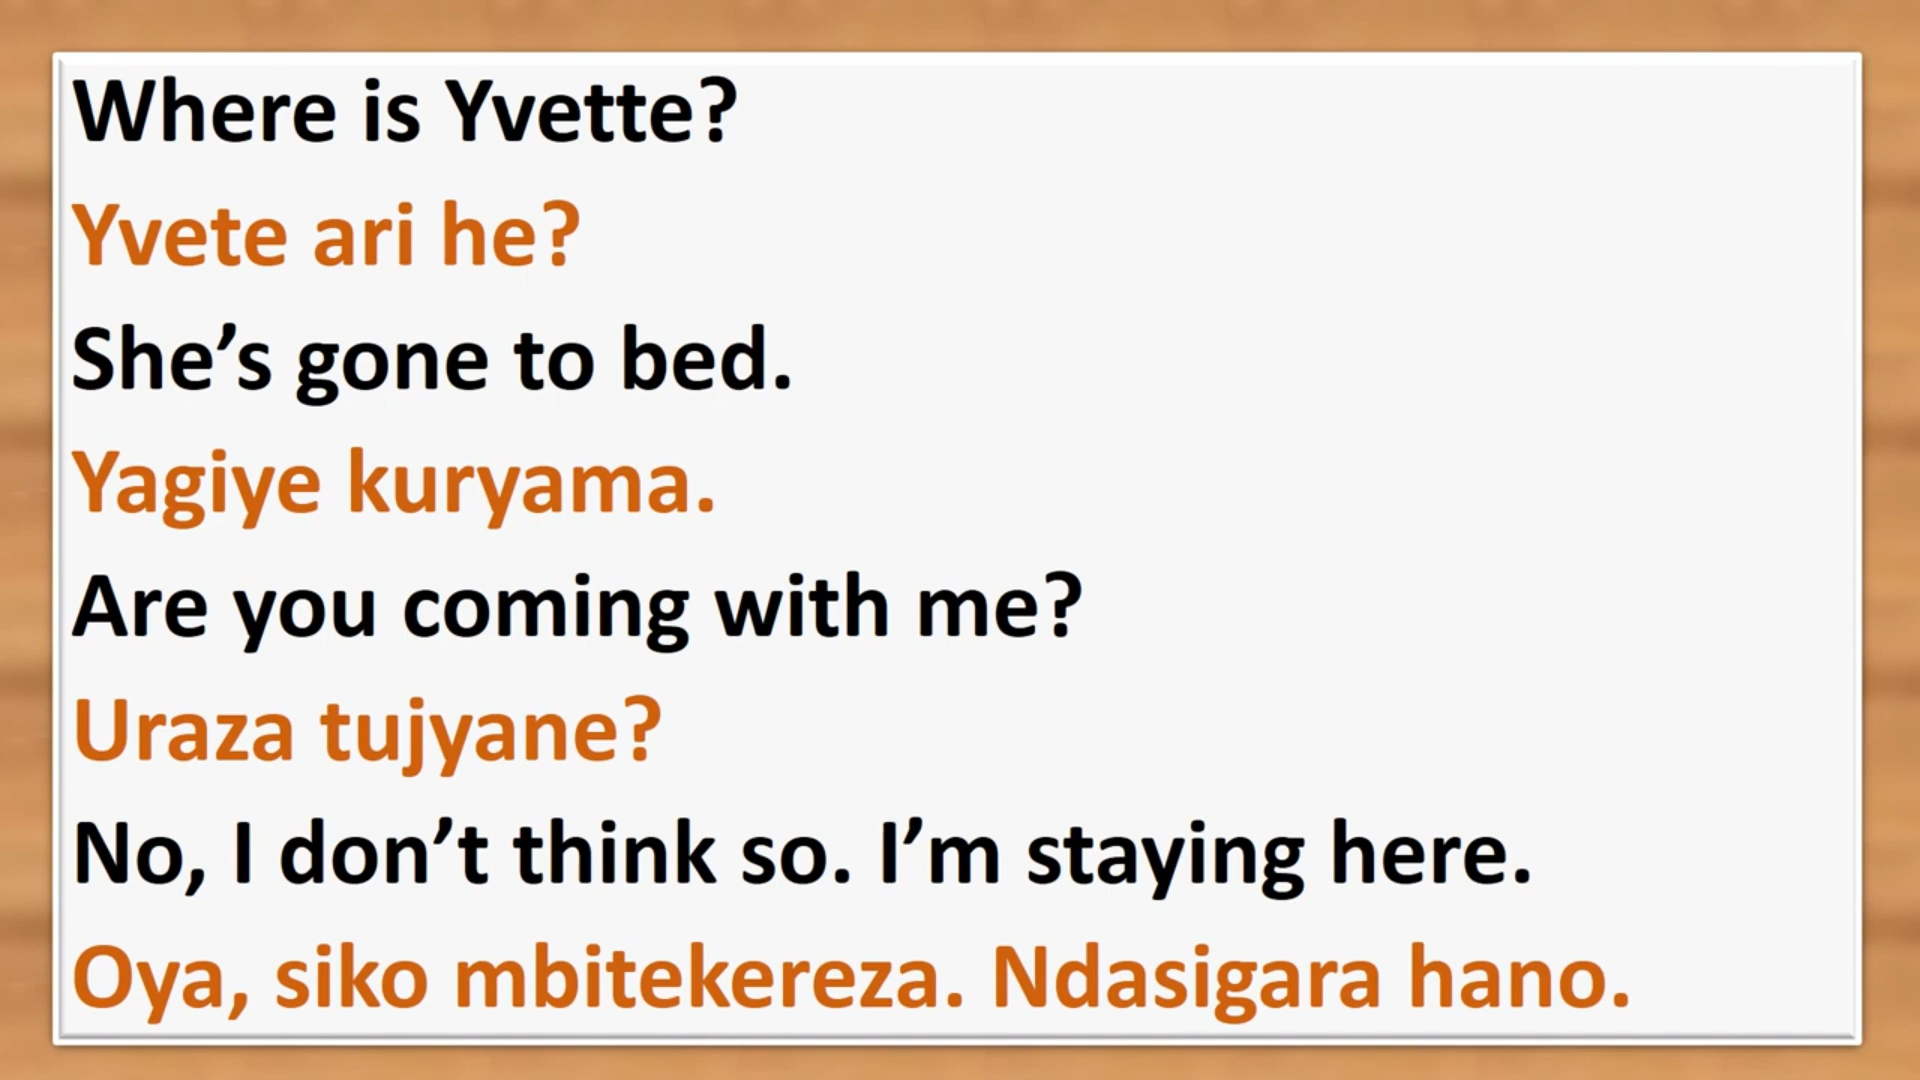 Where is Yvette?
Yvete ari he?
She’s gone to bed.
Yagiye kuryama.
Are you coming with me?
Uraza tujyane?
No, I don’t think so. I’m staying here.
Oya, siko mbitekereza. Ndasigara hano.